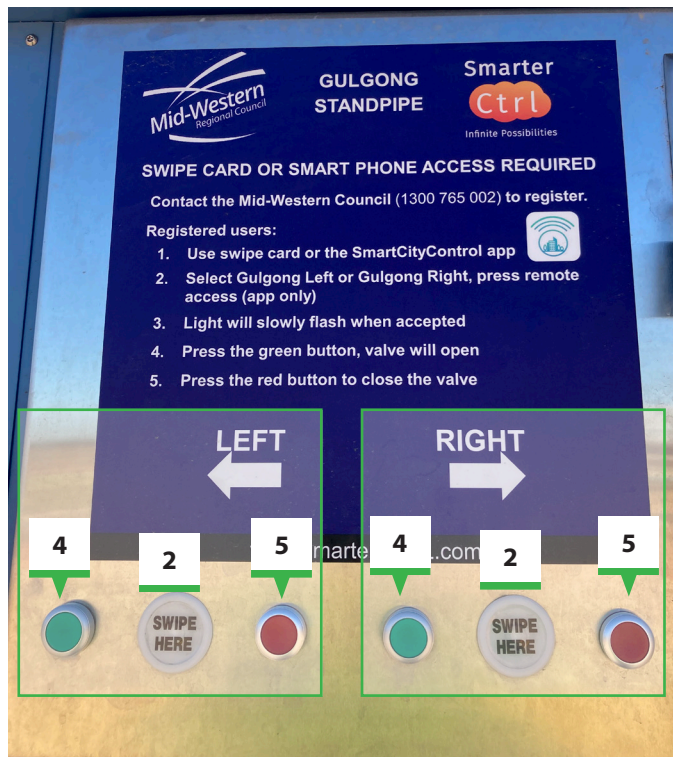 Mid-Western
Regional Council
GULGONG
STANDPIPE
Smarter
Ctrl
Infinite Possibilities
SWIPE CARD OR SMART PHONE ACCESS REQUIRED
Contact the Mid-Western Council (1300 765 002) to register.
Registered users:
1. Use swipe card or the SmartCityControl app
2. Select Gulgong Left or Gulgong Right, press remote
access (app only)
3. Light will slowly flash when accepted
4. Press the green button, valve will open
5. Press the red button to close the valve
LEFT
RIGHT
4
2
5
4
2
5
.com
SWIPE
HERE
SWIPE
HERE